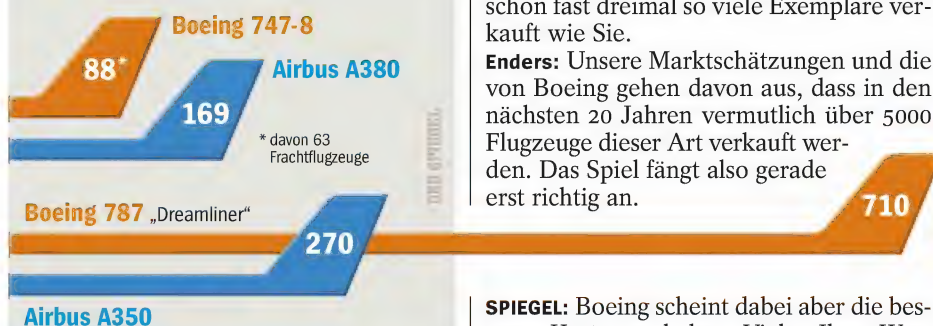 Boeing 747-8
88*
Airbus A380
169
* davon 63
Frachtflugzeuge
DER SPIEGEL
Boeing 787 „Dreamliner“
710
270
Airbus A350
schon fast dreimal so viele Exemplare ver-
kauft wie Sie.
Enders: Unsere Marktschätzungen und die
von Boeing gehen davon aus, dass in den
nächsten 20 Jahren vermutlich über 5000
Flugzeuge dieser Art verkauft wer-
den. Das Spiel fängt also gerade
erst richtig an.
SPIEGEL: Boeing scheint dabei aber die bes-